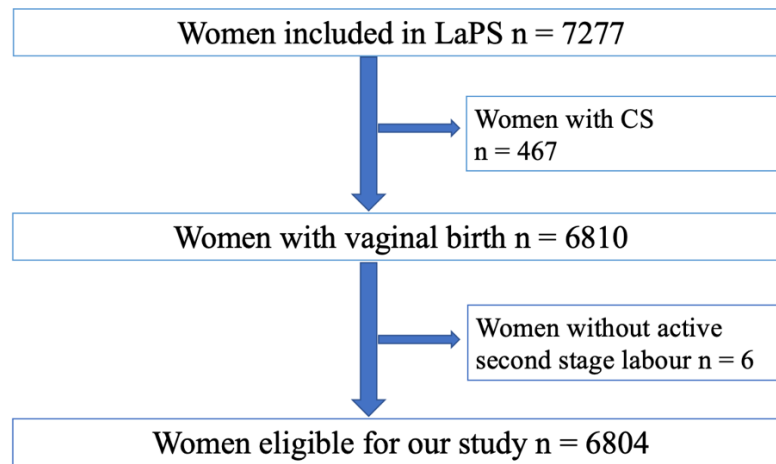 Women included in LaPS n = 7277
Women with CS
n = 467
Women with vaginal birth n = 6810
Women without active
second stage labour n = 6
Women eligible for our study n = 6804